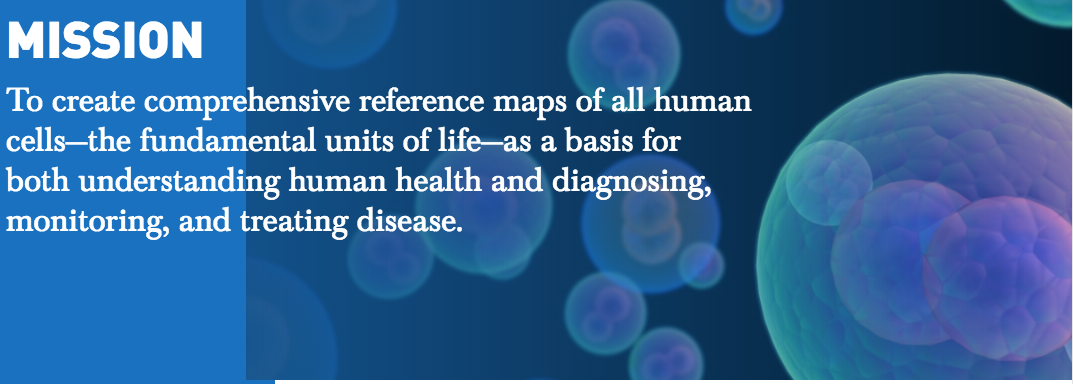 MISSION
To create comprehensive reference maps of all human
cells—the fundamental units of life—as a basis for
both understanding human health and diagnosing,
monitoring, and treating disease.